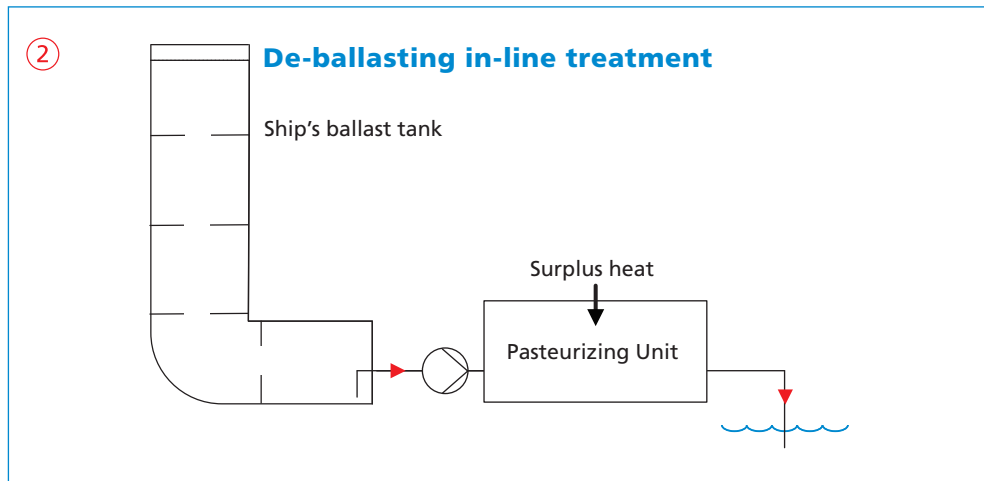 2
De-ballasting in-line treatment
Ship's ballast tank
Surplus heat
Pasteurizing Unit